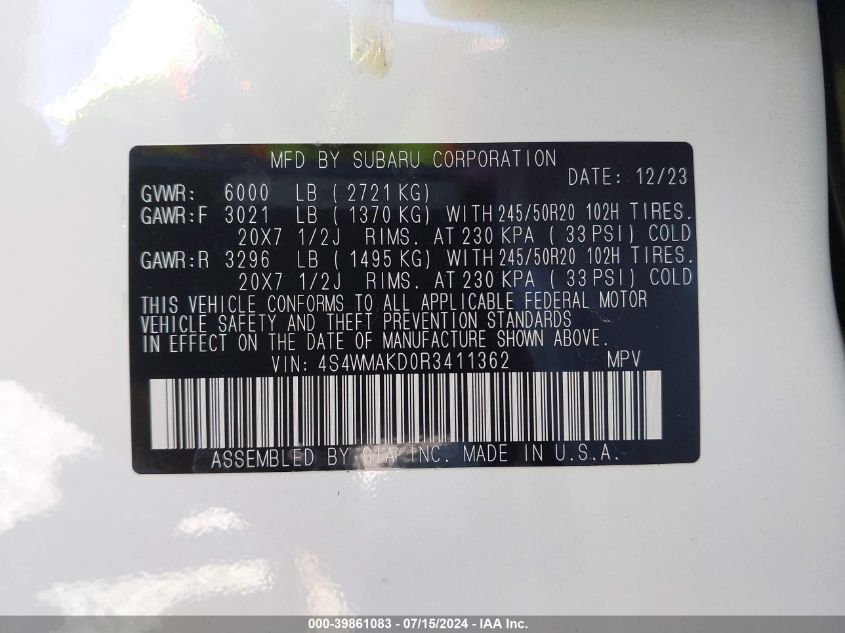 MFD BY SUBARU CORPORATION
DATE: 12/23
GVWR: 6000 LB ( 2721 KG)
GAWR:F 3021 LB ( 1370 KG) WITH 245/50R20 102H TIRES.
20X7 1/2J RIMS. AT 230 KPA ( 33 PSI) COLD
GAWR:R 3296 LB ( 1495 KG) WITH 245/50R20 102H TIRES.
20X7 1/2J RIMS. AT 230 KPA ( 33 PSI) COLD
THIS VEHICLE CONFORMS TO ALL APPLICABLE FEDERAL MOTOR
VEHICLE SAFETY AND THEFT PREVENTION STANDARDS
IN EFFECT ON THE DATE OF MANUFACTURE SHOWN ABOVE.
VIN: 4S4WMAKD0R3411362 MPV
ASSEMBLED BY SIA INC. MADE IN U.S.A.
000-39861083 - 07/15/2024 - IAA Inc.